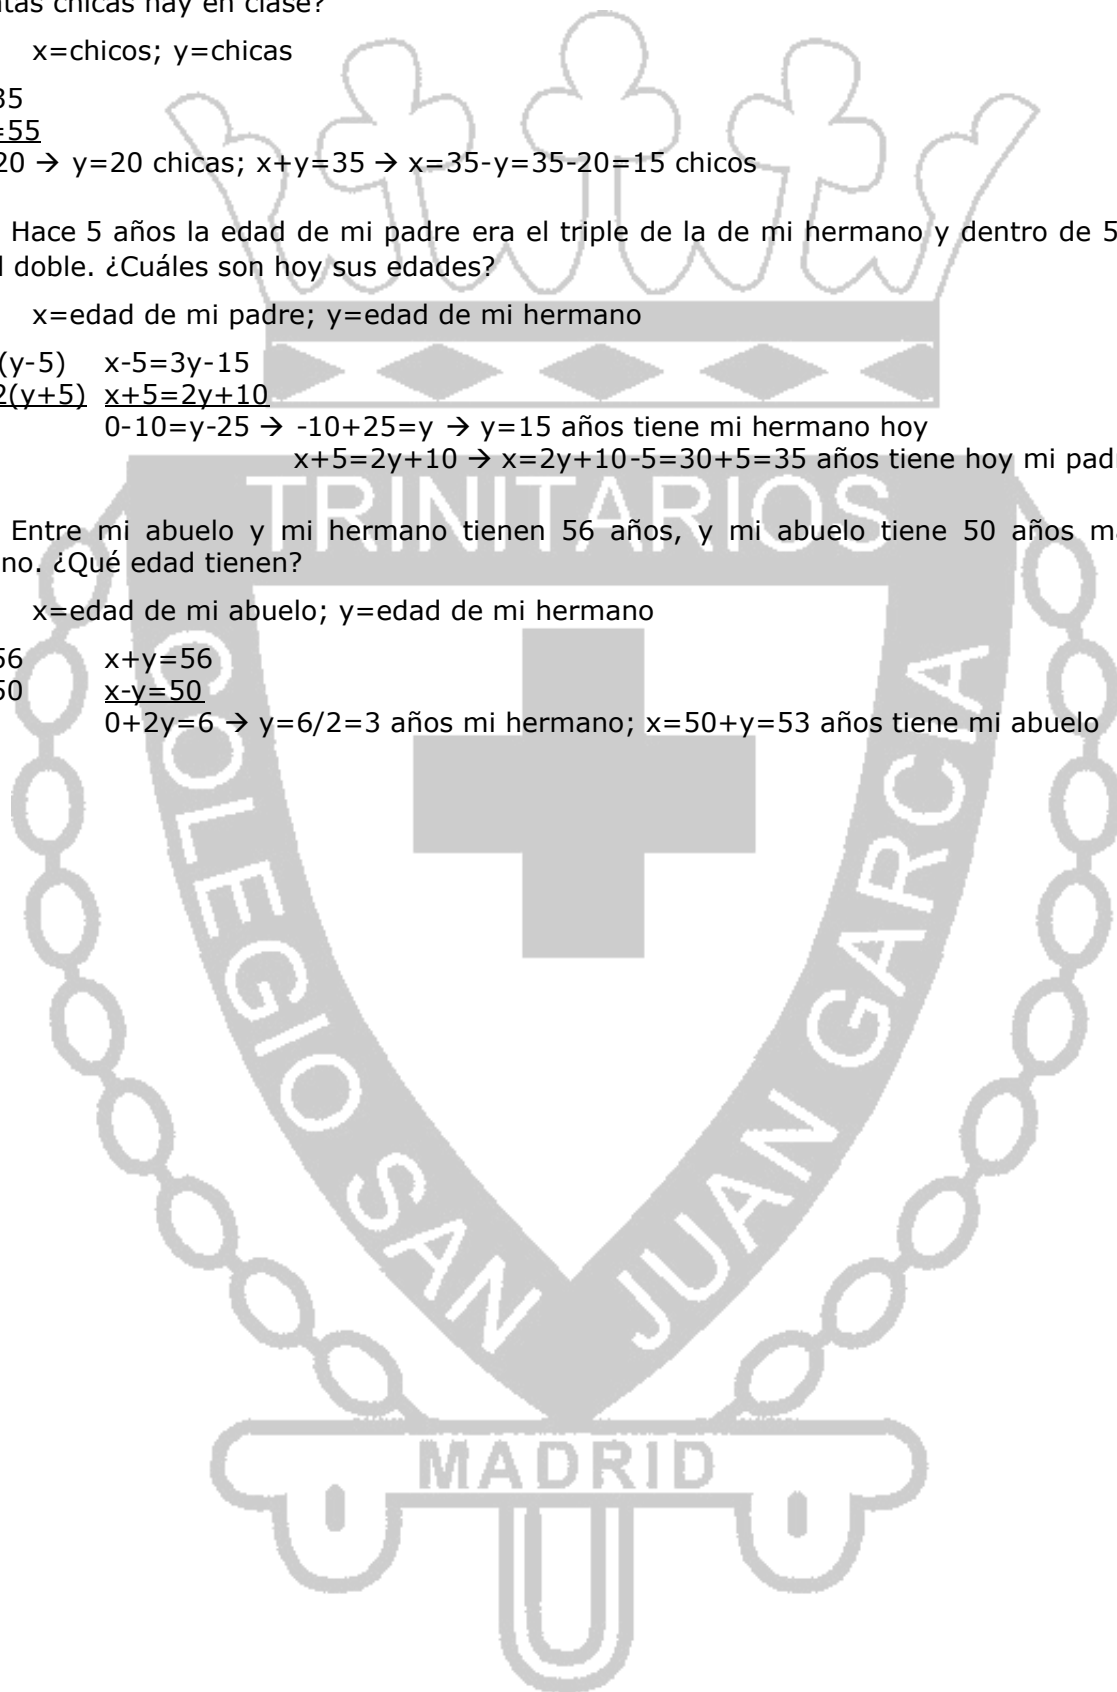 chicas hay en clase?
x=chicos; y=chicas
35
=55
20 → y=20 chicas; x+y=35 → x=35-y=35-20=15 chicos
Hace 5 años la edad de mi padre era el triple de la de mi hermano y dentro de 5
doble. ¿Cuáles son hoy sus edades?
x=edad de mi padre; y=edad de mi hermano
(y-5) x-5=3y-15
2(y+5) x+5=2y+10
0-10=y-25 → -10+25=y → y=15 años tiene mi hermano hoy
x+5=2y+10 → x=2y+10-5=30+5=35 años tiene hoy mi
Entre mi abuelo y mi hermano tienen 56 años, y mi abuelo tiene 50 años
no. ¿Qué edad tienen?
x=edad de mi abuelo; y=edad de mi hermano
56 x+y=56
50 x-y=50
0+2y=6 → y=6/2=3 años mi hermano; x=50+y=53 años tiene mi abuelo
TRINITARIOS
COLEGIO SAN
JUAN GARCIA
MADRID